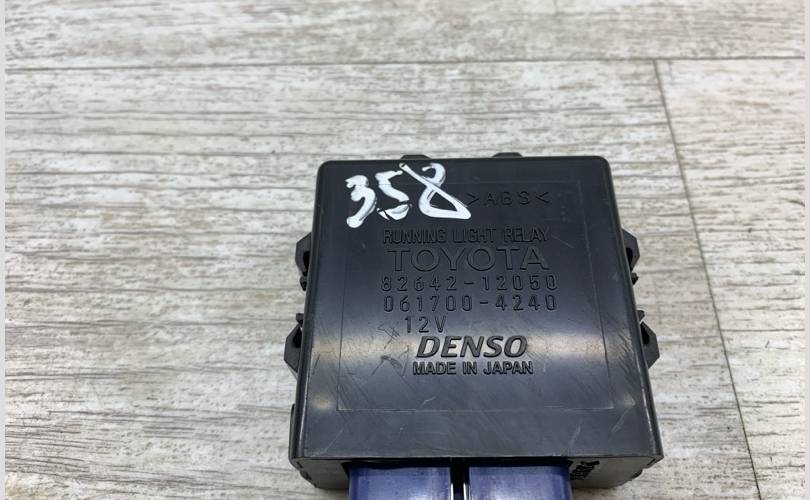 358
>ABS<
RUNNING LIGHT RELAY
TOYOTA
82642-12050
061700-4240
12V
DENSO
MADE IN JAPAN